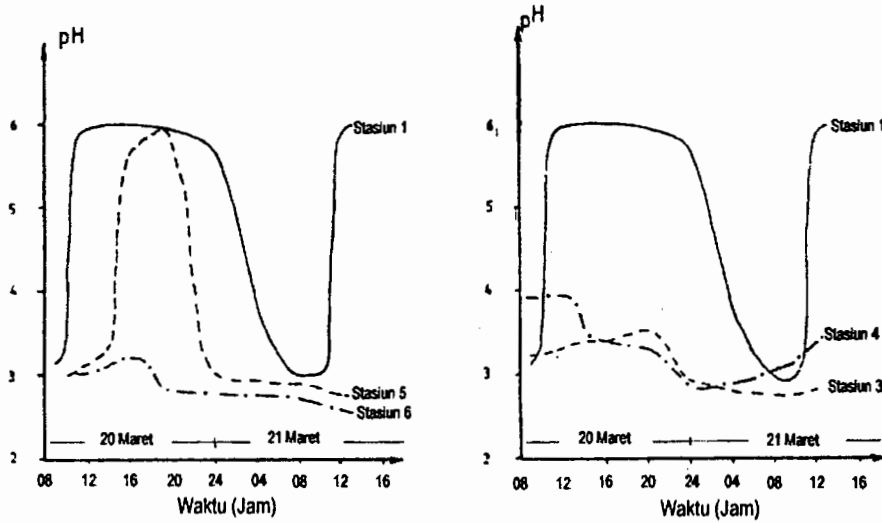 pH
6
5
4
3
2
Stasiun 1
Stasiun 5
Stasiun 6
20 Maret
21 Maret
08 12 16 20 24 04 08 12 16
Waktu (Jam)
pH
6
5
4
3
2
Stasiun 1
Stasiun 4
Stasiun 3
20 Maret
21 Maret
08 12 16 20 24 04 08 12 16
Waktu (Jam)